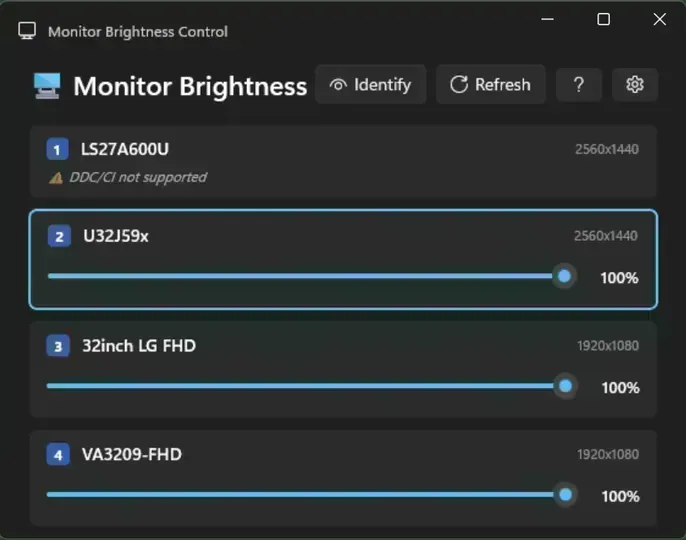 Monitor Brightness Control
Monitor Brightness Identify Refresh ?
1 LS27A600U 2560x1440
DDC/CI not supported
2 U32J59x 2560x1440
100%
3 32inch LG FHD 1920x1080
100%
4 VA3209-FHD 1920x1080
100%